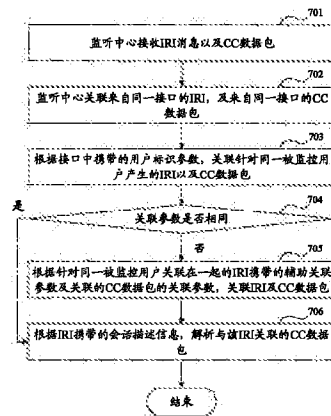 701
监听中心接收IRI消息以及CC数据包
702
监听中心关联来自同一接口的IRI，及来自同一接口的CC
数据包
703
根据接口中携带的用户标识参数，关联针对同一被监控用
户产生的IRI以及CC数据包
704
是
关联参数是否相同
否
705
根据针对同一被监控用户关联在一起的IRI携带的辅助关联
参数及关联的CC数据包的关联参数，关联IRI及CC数据包
706
根据IRI携带的会话描述信息，解析与该IRI关联的CC数据
包
结束